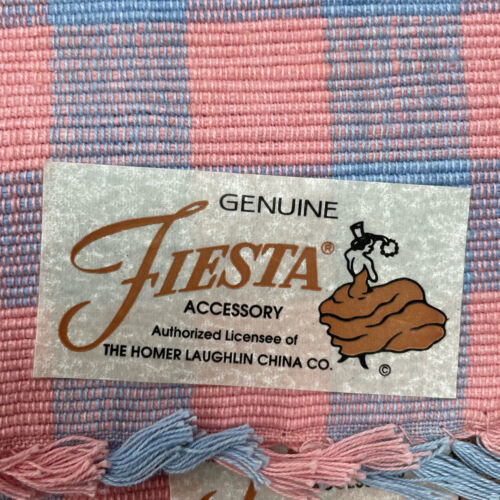 GENUINE
FIESTA®
ACCESSORY
Authorized Licensee of
THE HOMER LAUGHLIN CHINA CO.
©